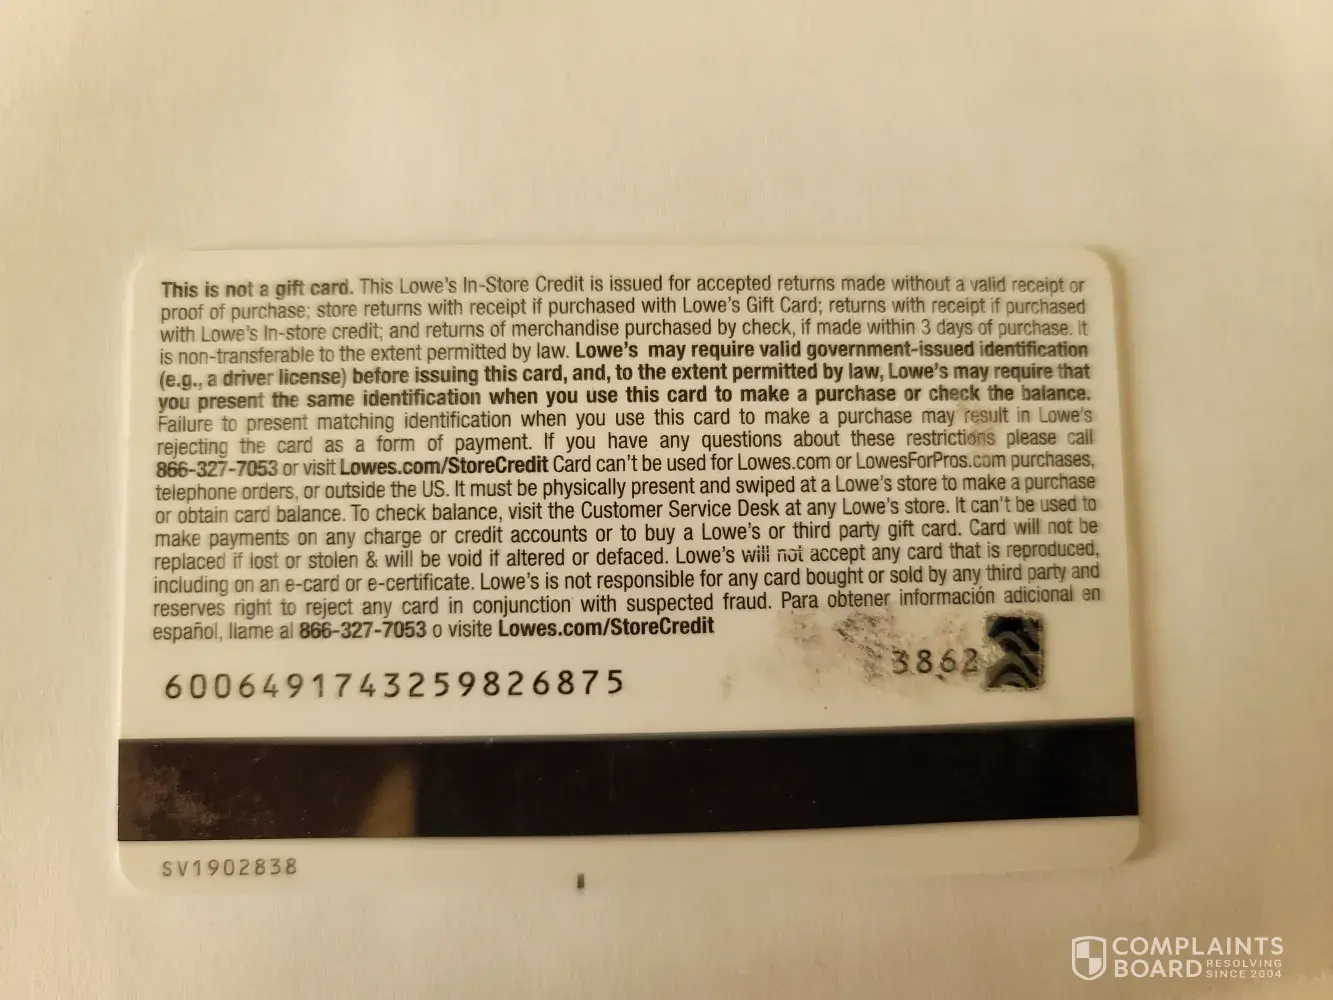 This is not a gift card. This Lowe's In-Store Credit is issued for accepted returns made without a valid receipt or
proof of purchase; store returns with receipt if purchased with Lowe's Gift Card; returns with receipt if purchased
with Lowe's In-store credit; and returns of merchandise purchased by check, if made within 3 days of purchase. It
is non-transferable to the extent permitted by law. Lowe's may require valid government-issued identification
(e.g., a driver license) before issuing this card, and, to the extent permitted by law, Lowe's may require that
you present the same identification when you use this card to make a purchase or check the balance.
Failure to present matching identification when you use this card to make a purchase may result in Lowe's
rejecting the card as a form of payment. If you have any questions about these restrictions please call
866-327-7053 or visit Lowes.com/StoreCredit Card can't be used for Lowes.com or LowesForPros.com purchases,
telephone orders, or outside the US. It must be physically present and swiped at a Lowe's store to make a purchase
or obtain card balance. To check balance, visit the Customer Service Desk at any Lowe's store. It can't be used to
make payments on any charge or credit accounts or to buy a Lowe's or third party gift card. Card will not be
replaced if lost or stolen & will be void if altered or defaced. Lowe's will not accept any card that is reproduced,
including on an e-card or e-certificate. Lowe's is not responsible for any card bought or sold by any third party and
reserves right to reject any card in conjunction with suspected fraud. Para obtener información adicional en
español, llame al 866-327-7053 o visite Lowes.com/StoreCredit
3862
6006491743259826875
SV1902838
COMPLAINTS
BOARD RESOLVING
SINCE 2004